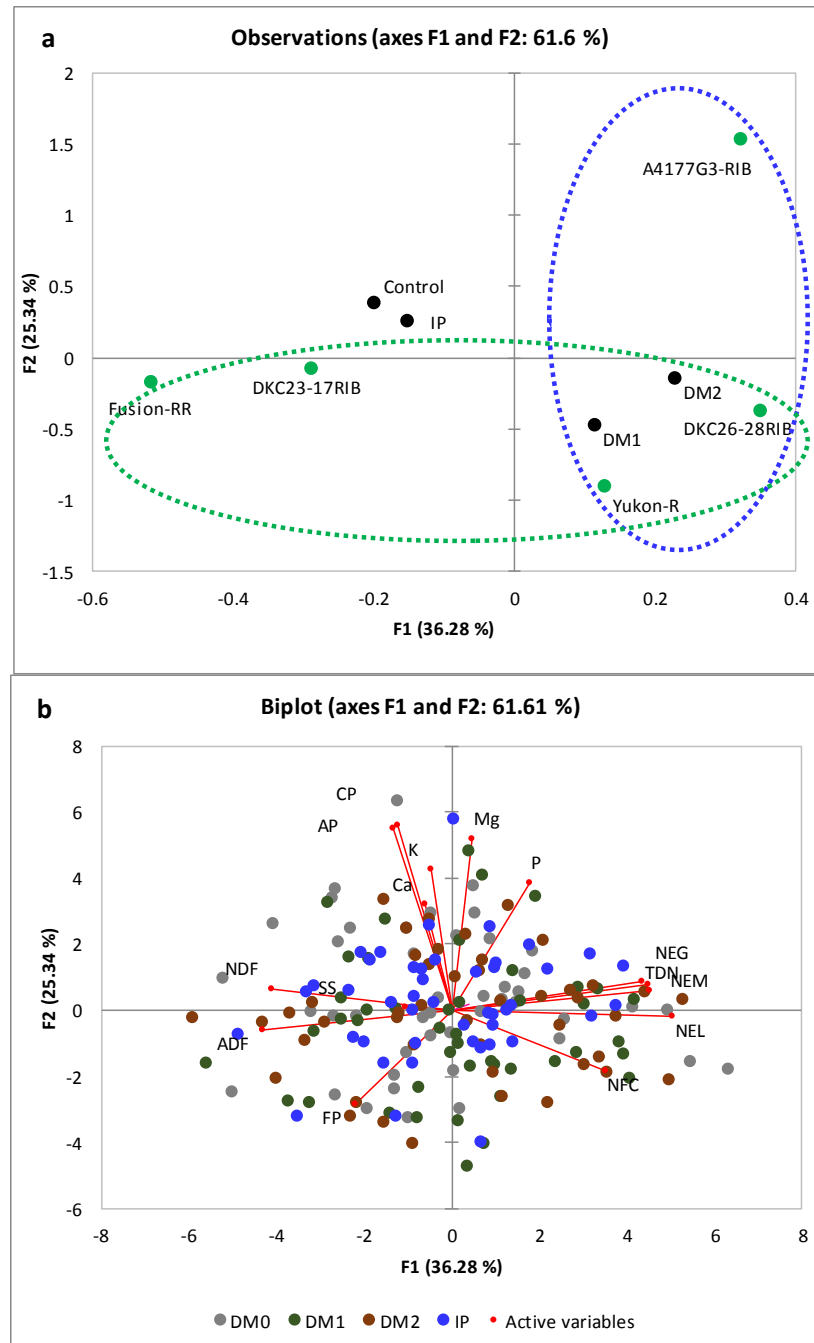 a
Observations (axes F1 and F2: 61.6 %)
2
1.5
1
0.5
0
-0.5
-1
-1.5
F2 (25.34 %)
A4177G3-RIB
Control
IP
DKC23-17RIB
Fusion-RR
DM2
DKC26-28RIB
DM1
Yukon-R
-0.6 -0.4 -0.2 0 0.2 0.4
F1 (36.28 %)
b
Biplot (axes F1 and F2: 61.61 %)
8
6
4
2
0
-2
-4
-6
F2 (25.34 %)
CP
AP
Mg
K
P
Ca
NEG
NDF
TDN
SS
NEM
NEL
ADF
NFC
FP
-8 -6 -4 -2 0 2 4 6 8
F1 (36.28 %)
DM0 DM1 DM2 IP Active variables